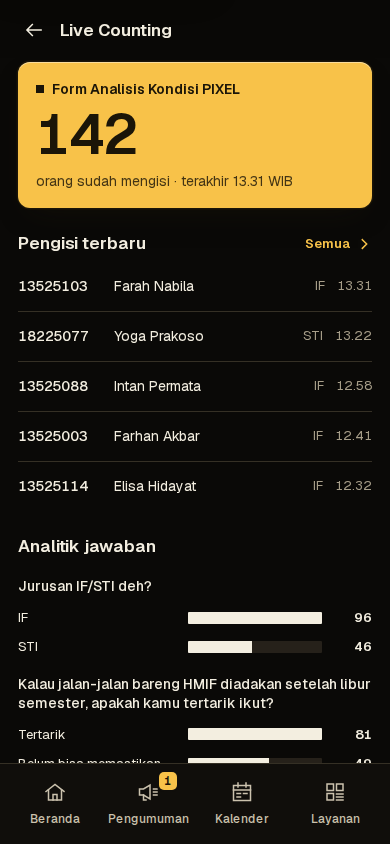 Live Counting
Form Analisis Kondisi PIXEL
142
orang sudah mengisi · terakhir 13.31 WIB
Pengisi terbaru Semua
13525103 Farah Nabila IF 13.31
18225077 Yoga Prakoso STI 13.22
13525088 Intan Permata IF 12.58
13525003 Farhan Akbar IF 12.41
13525114 Elisa Hidayat IF 12.32
Analitik jawaban
Jurusan IF/STI deh?
IF 96
STI 46
Kalau jalan-jalan bareng HMIF diadakan setelah libur
semester, apakah kamu tertarik ikut?
Tertarik 81
Belum bisa memastikan
1
Beranda Pengumuman Kalender Layanan